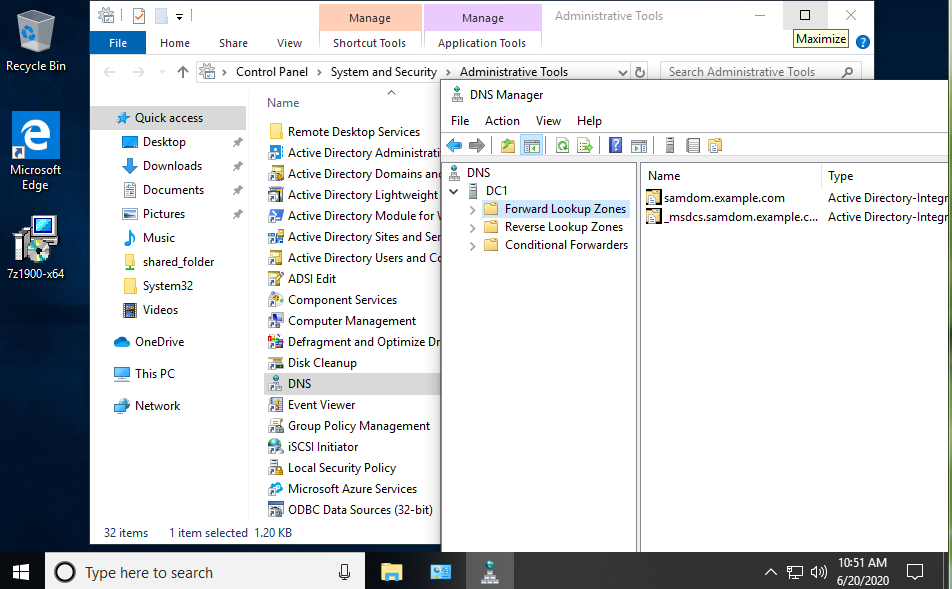 Recycle Bin
Microsoft
Edge
7z1900-x64
Manage
Manage
Administrative Tools
File
Home
Share
View
Shortcut Tools
Application Tools
Maximize
Control Panel
System and Security
Administrative Tools
Search Administrative Tools
Quick access
Desktop
Downloads
Documents
Pictures
Music
shared_folder
System32
Videos
OneDrive
This PC
Network
Name
Remote Desktop Services
Active Directory Administrati
Active Directory Domains and
Active Directory Lightweight
Active Directory Module for W
Active Directory Sites and Ser
Active Directory Users and Co
ADSI Edit
Component Services
Computer Management
Defragment and Optimize Dr
Disk Cleanup
DNS
Event Viewer
Group Policy Management
iSCSI Initiator
Local Security Policy
Microsoft Azure Services
ODBC Data Sources (32-bit)
32 items
1 item selected 1.20 KB
DNS Manager
File Action View Help
DNS
DC1
Forward Lookup Zones
Reverse Lookup Zones
Conditional Forwarders
Name
Type
samdom.example.com
Active Directory-Integr
_msdcs.samdom.example.c...
Active Directory-Integr
Type here to search
10:51 AM
6/20/2020